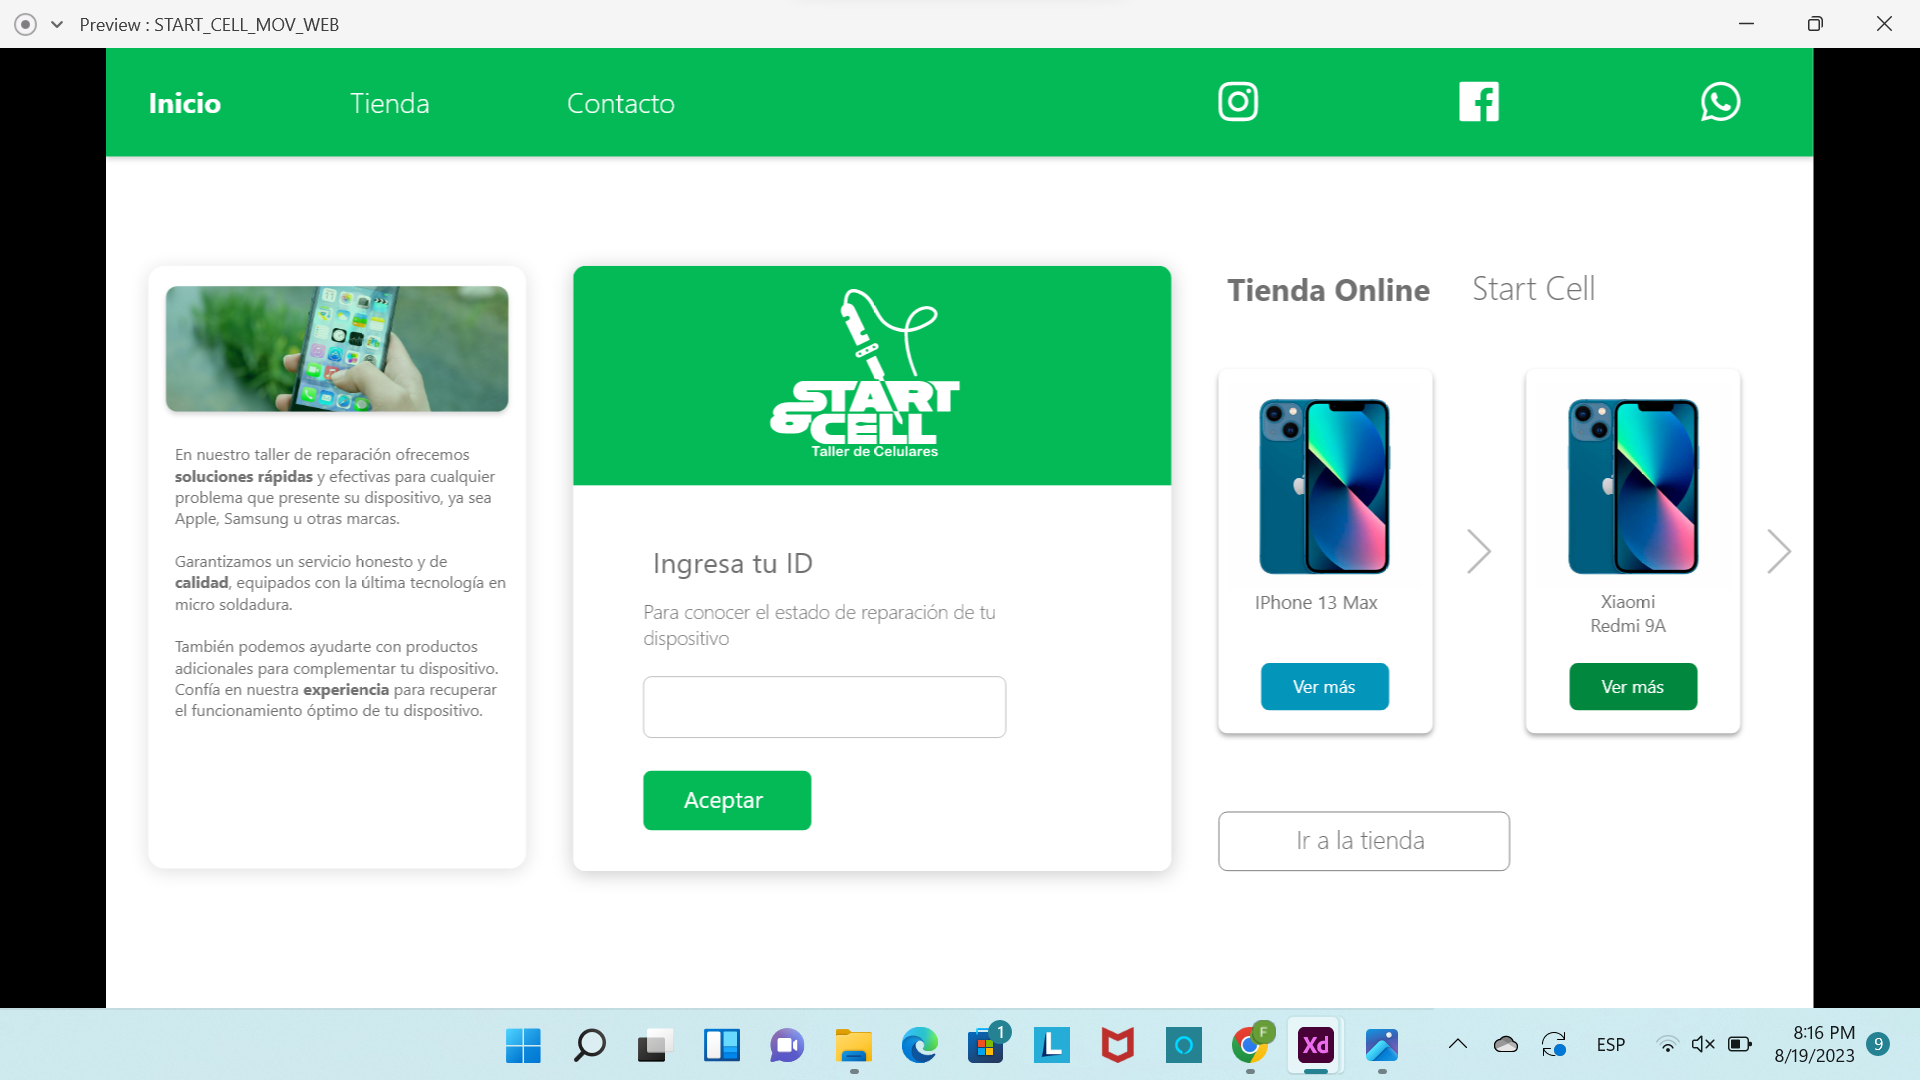 Preview : START_CELL_MOV_WEB
Inicio
Tienda
Contacto
En nuestro taller de reparación ofrecemos
soluciones rápidas y efectivas para cualquier
problema que presente su dispositivo, ya sea
Apple, Samsung u otras marcas.
Garantizamos un servicio honesto y de
calidad, equipados con la última tecnología en
micro soldadura.
También podemos ayudarte con productos
adicionales para complementar tu dispositivo.
Confía en nuestra experiencia para recuperar
el funcionamiento óptimo de tu dispositivo.
START
& CELL
Taller de Celulares
Ingresa tu ID
Para conocer el estado de reparación de tu
dispositivo
Aceptar
Tienda Online
Start Cell
IPhone 13 Max
Ver más
Xiaomi
Redmi 9A
Ver más
Ir a la tienda
1
L
F
Xd
ESP
8:16 PM
8/19/2023
9